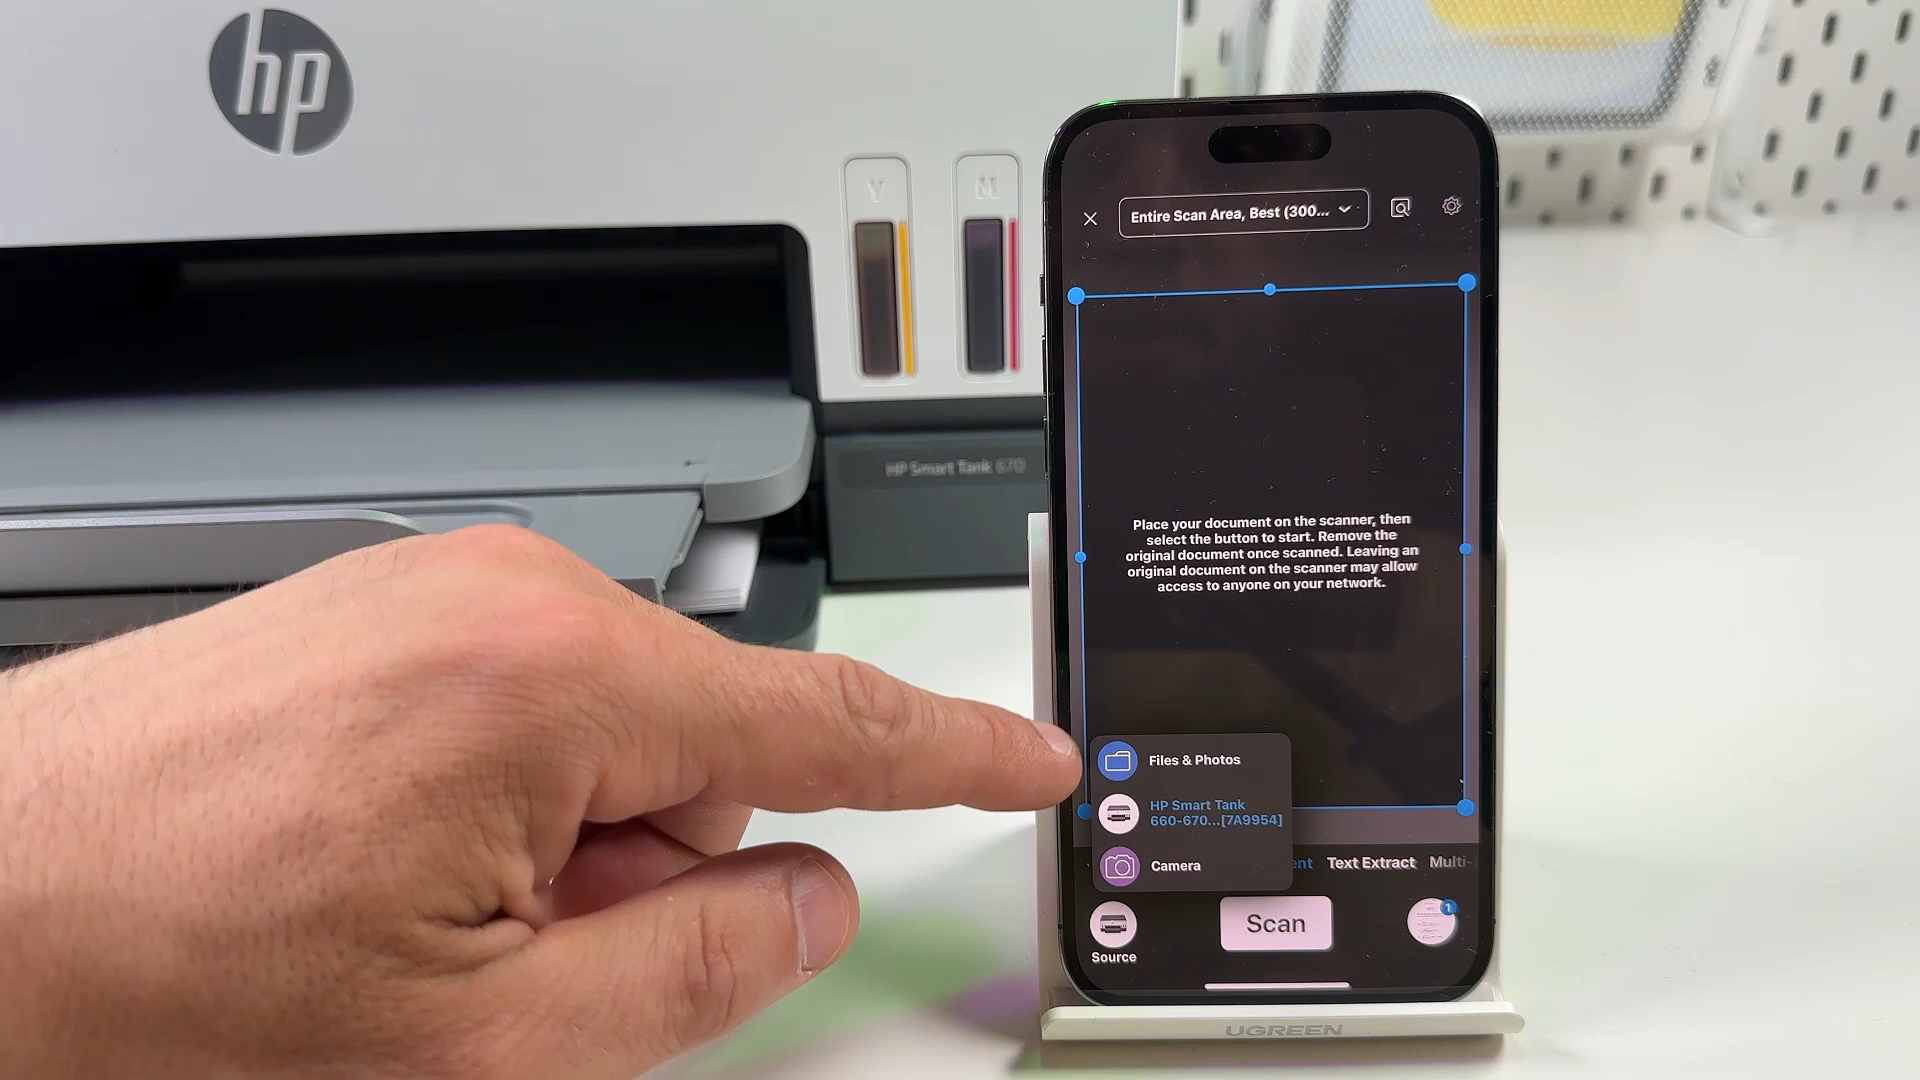 hp
Y
M
HP Smart Tank 670
Entire Scan Area, Best (300...
Place your document on the scanner, then
select the button to start. Remove the
original document once scanned. Leaving an
original document on the scanner may allow
access to anyone on your network.
Files & Photos
HP Smart Tank
660-670...[7A9954]
Camera
ent
Text Extract
Multi-
Scan
1
Source
UGREEN